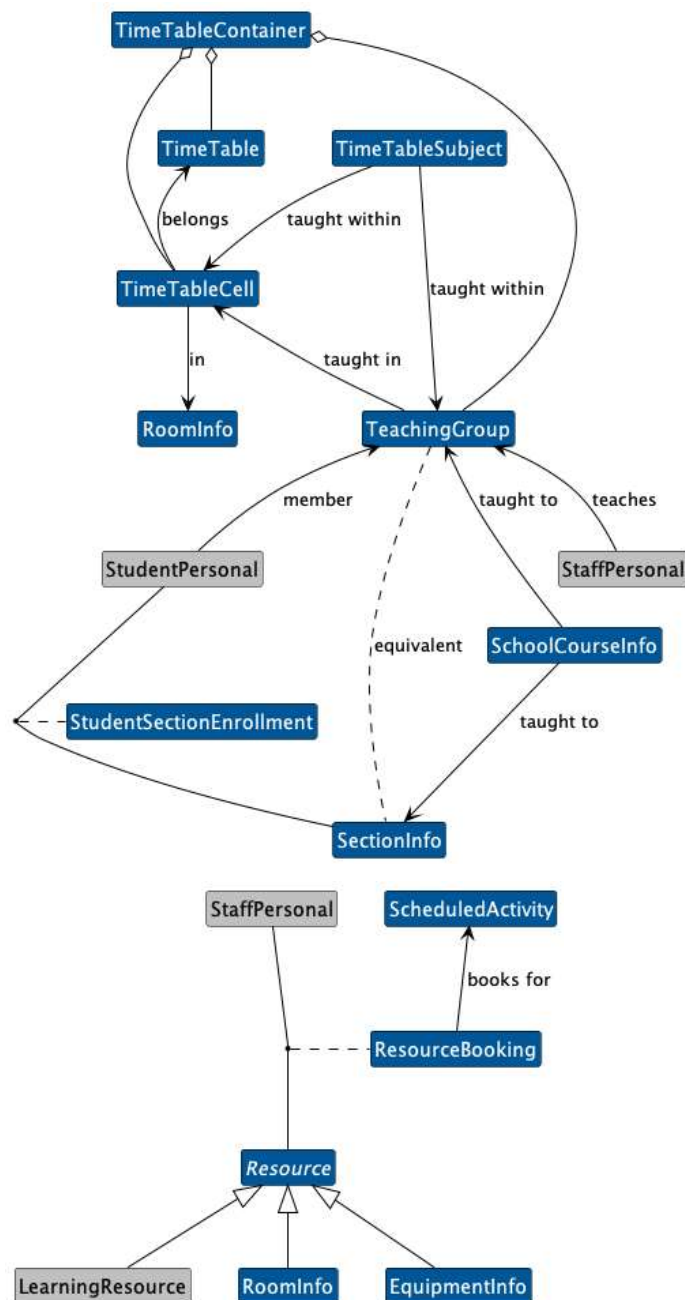 TimeTableContainer
TimeTable
TimeTableSubject
belongs
taught within
TimeTableCell
taught within
in
taught in
RoomInfo
TeachingGroup
member
taught to
teaches
StudentPersonal
StaffPersonal
equivalent
SchoolCourseInfo
StudentSectionEnrollment
taught to
SectionInfo
StaffPersonal
ScheduledActivity
books for
ResourceBooking
Resource
LearningResource
RoomInfo
EquipmentInfo